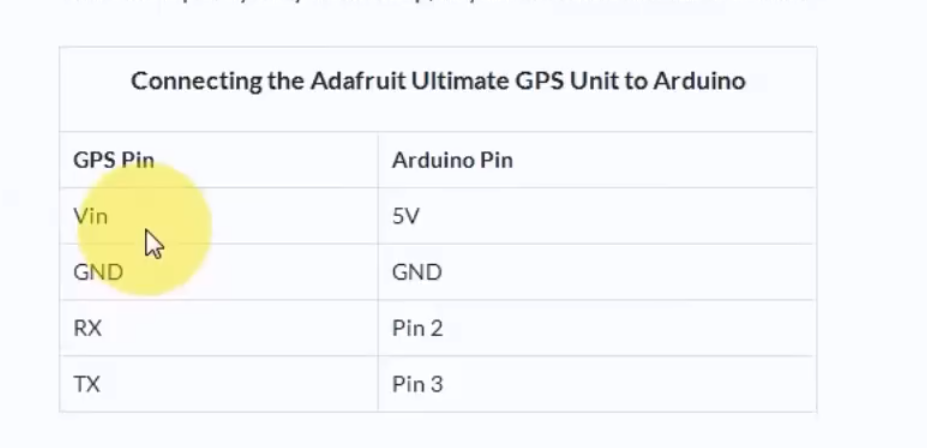 Connecting the Adafruit Ultimate GPS Unit to Arduino
GPS Pin Arduino Pin
Vin 5V
GND GND
RX Pin 2
TX Pin 3